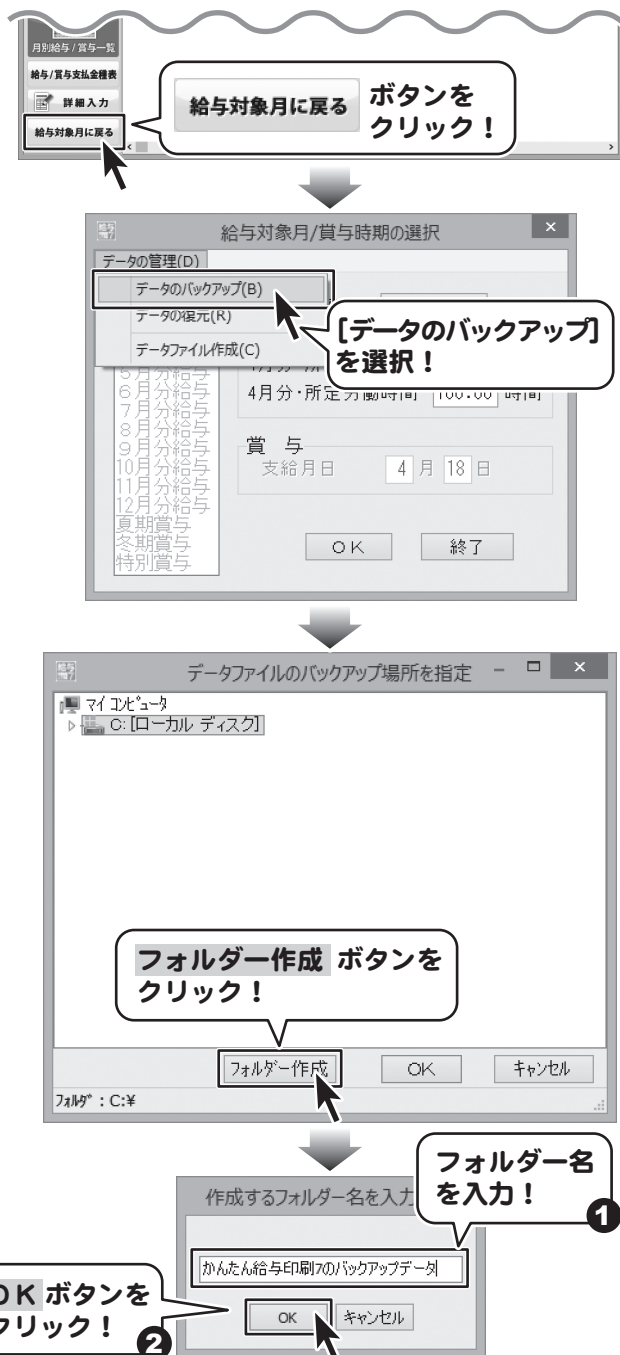 月別給与/賞与一覧
給与/賞与支払金種表
詳細入力
給与対象月に戻る
給与対象月に戻る ボタンを
クリック！
給与対象月/賞与時期の選択
データの管理(D)
データのバックアップ(B)
データの復元(R)
データファイル作成(C)
[データのバックアップ]
を選択！
5月分給与
6月分給与
7月分給与
8月分給与
9月分給与
10月分給与
11月分給与
12月分給与
夏期賞与
冬期賞与
特別賞与
4月分・所定労働時間
賞 与
支給月日 4 月 18 日
OK 終了
データファイルのバックアップ場所を指定
マイ コンピュータ
C:[ローカル ディスク]
フォルダー作成 ボタンを
クリック！
フォルダー作成 OK キャンセル
フォルダ : C:¥
フォルダー名
を入力！
1
作成するフォルダー名を入力
かんたん給与印刷7のバックアップデータ
OK キャンセル
OK ボタンを
クリック！
2